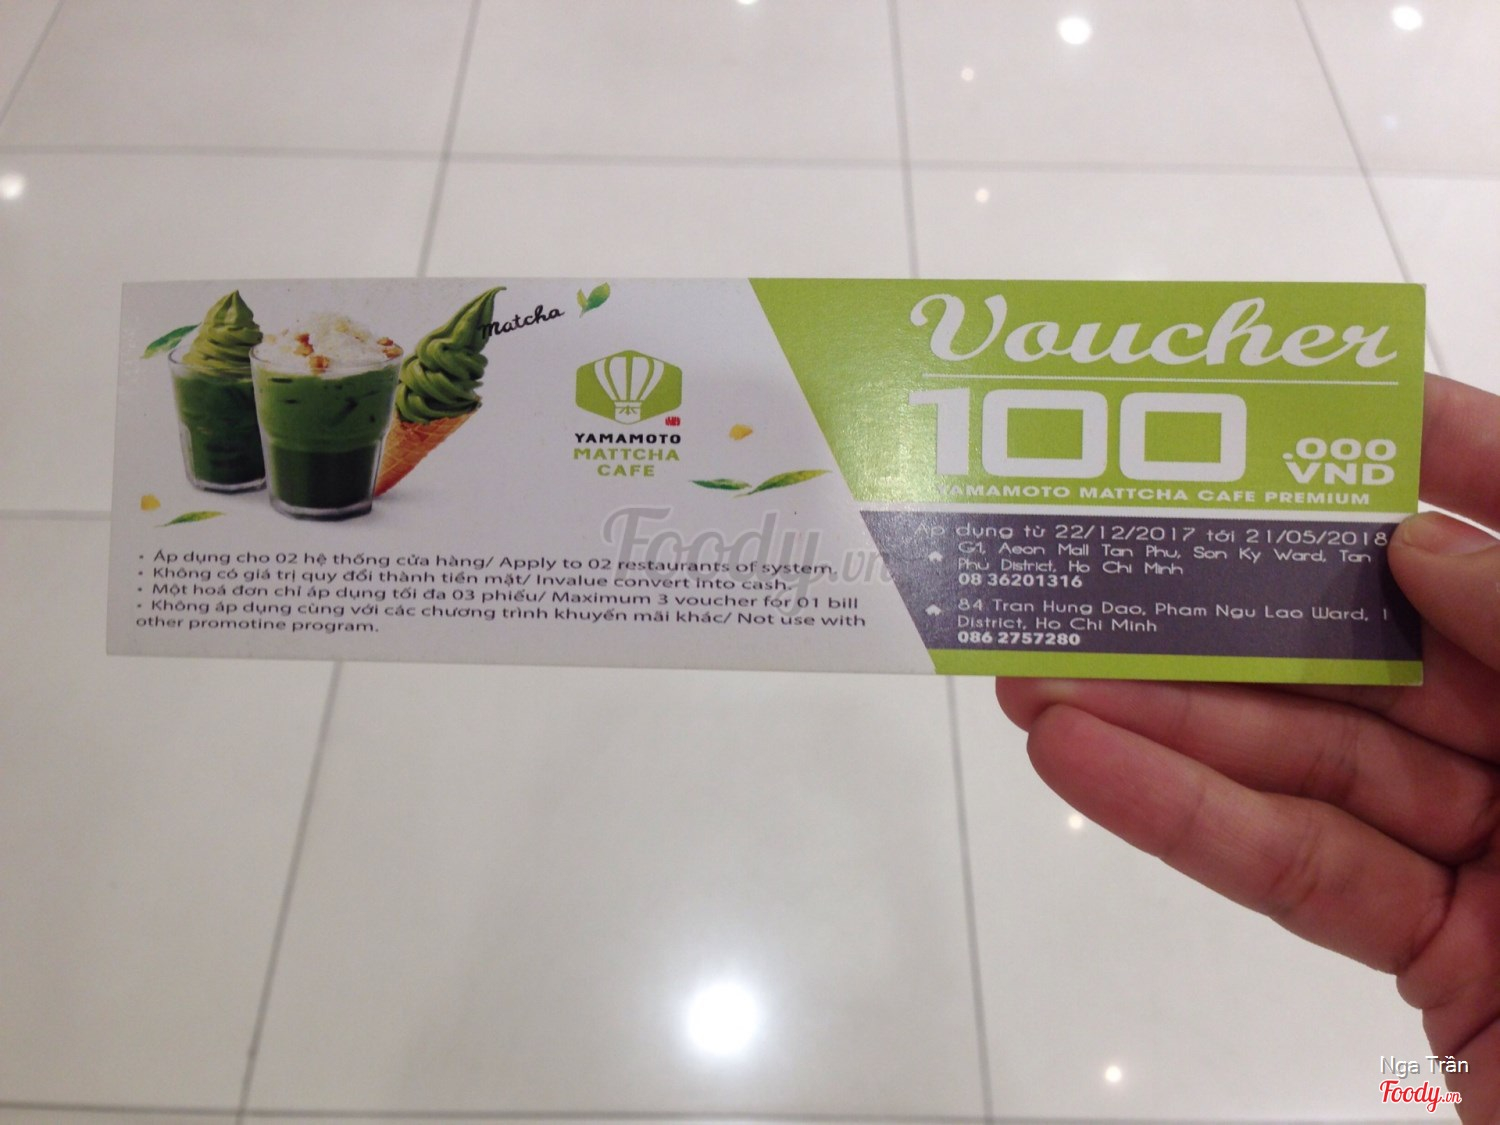 Matcha
YAMAMOTO
MATTCHA
CAFE
• Áp dụng cho 02 hệ thống cửa hàng/ Apply to 02 restaurants of system.
• Không có giá trị quy đổi thành tiền mặt/ Invalue convert into cash.
• Một hoá đơn chỉ áp dụng tối đa 03 phiếu/ Maximum 3 voucher for 01 bill
• Không áp dụng cùng với các chương trình khuyến mãi khác/ Not use with
other promotine program.
Voucher
100.000
VND
YAMAMOTO MATTCHA CAFE PREMIUM
Áp dụng từ 22/12/2017 tới 21/05/2018
G1, Aeon Mall Tan Phu, Son Ky Ward, Tan
Phu District, Ho Chi Minh
08 36201316
84 Tran Hung Dao, Pham Ngu Lao Ward, 1
District, Ho Chi Minh
086 2757280
Foody.vn
Nga Trần
Foody.vn